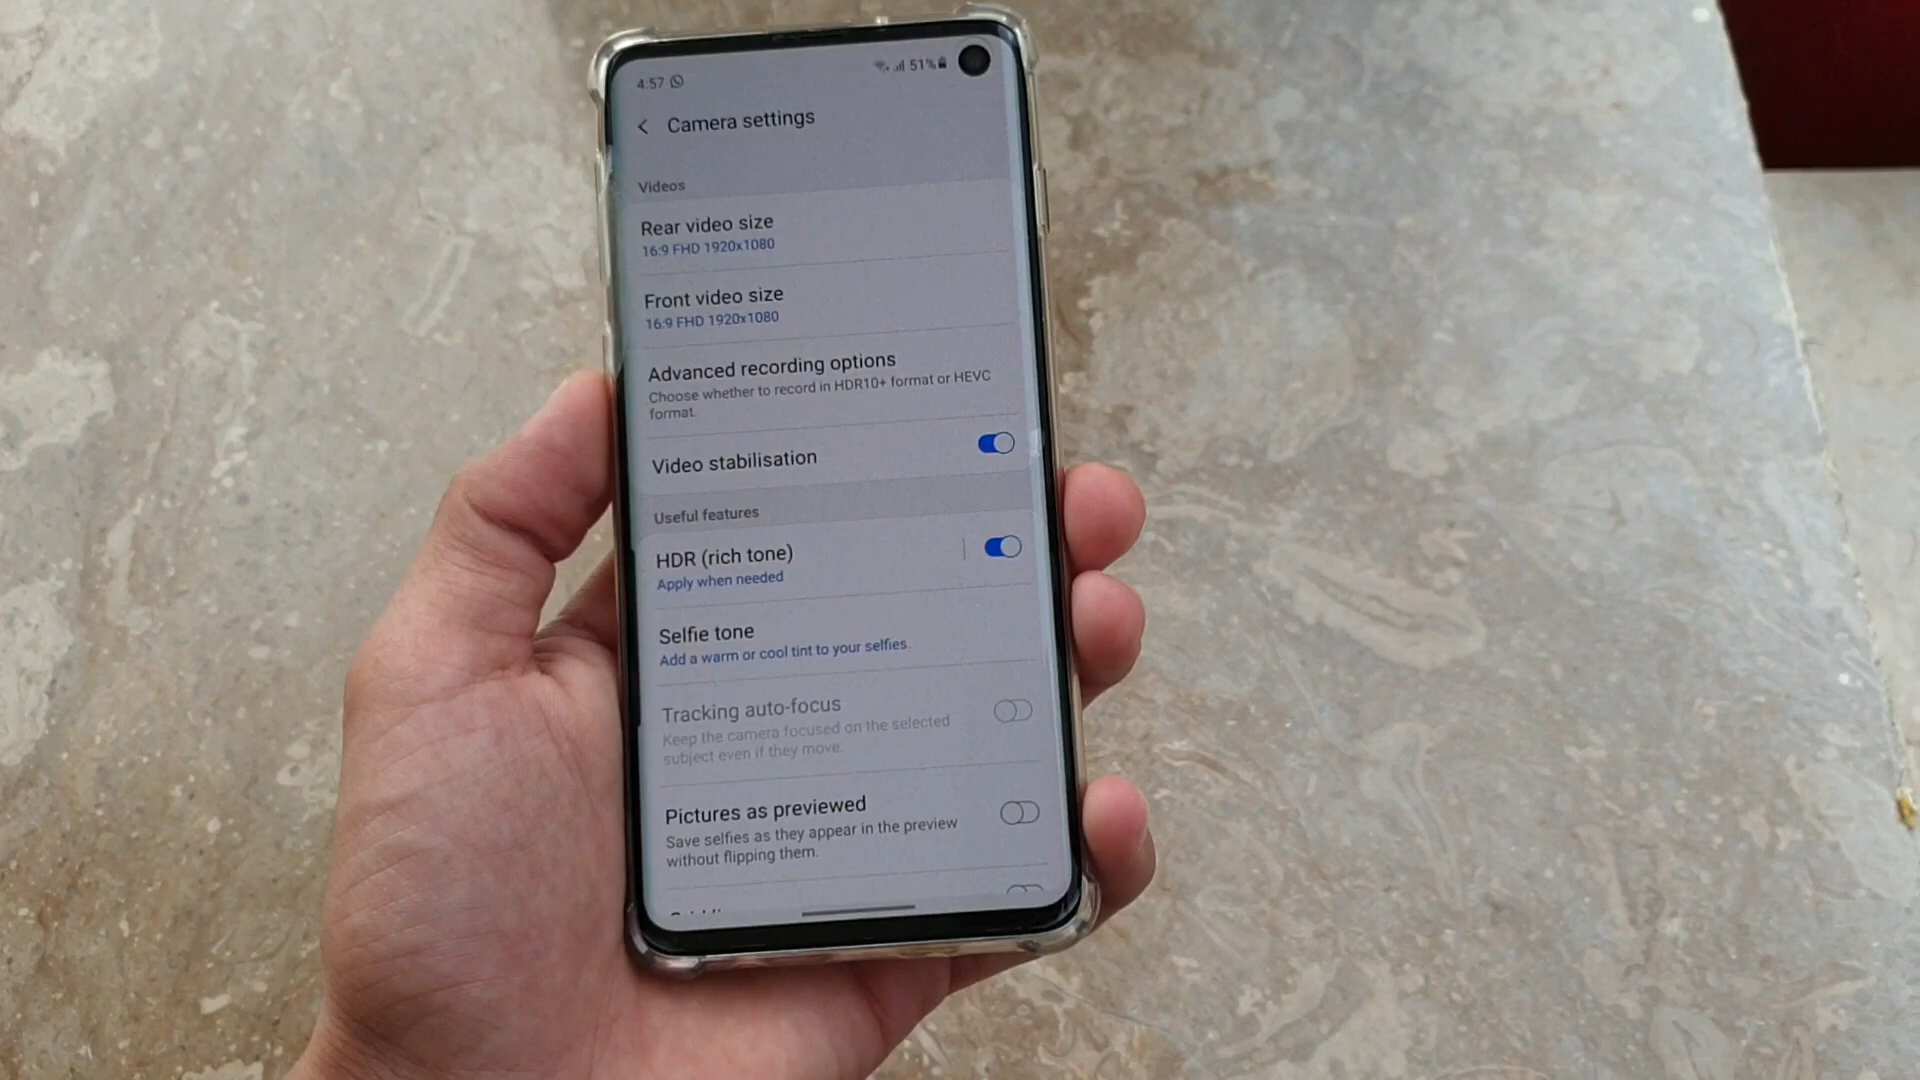 4:57
51%
Camera settings
Videos
Rear video size
16:9 FHD 1920x1080
Front video size
16:9 FHD 1920x1080
Advanced recording options
Choose whether to record in HDR10+ format or HEVC
format.
Video stabilisation
Useful features
HDR (rich tone)
Apply when needed
Selfie tone
Add a warm or cool tint to your selfies.
Tracking auto-focus
Keep the camera focused on the selected
subject even if they move.
Pictures as previewed
Save selfies as they appear in the preview
without flipping them.